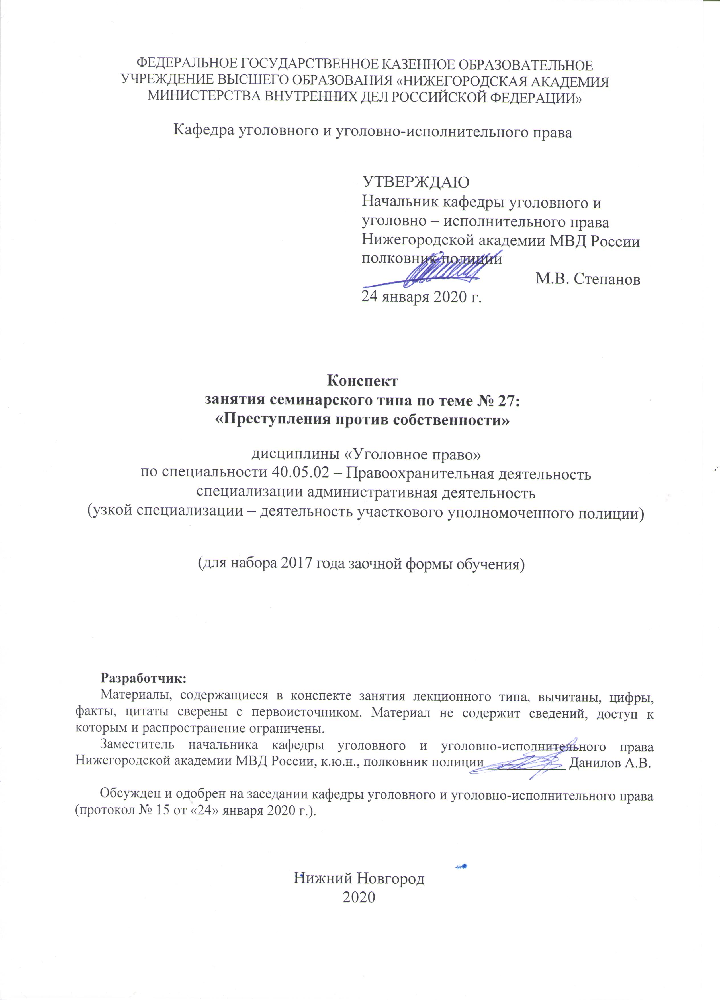 ФЕДЕРАЛЬНОЕ ГОСУДАРСТВЕННОЕ КАЗЕННОЕ ОБРАЗОВАТЕЛЬНОЕ
УЧРЕЖДЕНИЕ ВЫСШЕГО ОБРАЗОВАНИЯ «НИЖЕГОРОДСКАЯ АКАДЕМИЯ
МИНИСТЕРСТВА ВНУТРЕННИХ ДЕЛ РОССИЙСКОЙ ФЕДЕРАЦИИ»
Кафедра уголовного и уголовно-исполнительного права
УТВЕРЖДАЮ
Начальник кафедры уголовного и
уголовно – исполнительного права
Нижегородской академии МВД России
полковник полиции
М.В. Степанов
24 января 2020 г.
Конспект
занятия семинарского типа по теме № 27:
«Преступления против собственности»
дисциплины «Уголовное право»
по специальности 40.05.02 – Правоохранительная деятельность
специализации административная деятельность
(узкой специализации – деятельность участкового уполномоченного полиции)
(для набора 2017 года заочной формы обучения)
Разработчик:
Материалы, содержащиеся в конспекте занятия лекционного типа, вычитаны, цифры,
факты, цитаты сверены с первоисточником. Материал не содержит сведений, доступ к
которым и распространение ограничены.
Заместитель начальника кафедры уголовного и уголовно-исполнительного права
Нижегородской академии МВД России, к.ю.н., полковник полиции ____________ Данилов А.В.
Обсужден и одобрен на заседании кафедры уголовного и уголовно-исполнительного права
(протокол № 15 от «24» января 2020 г.).
Нижний Новгород
2020